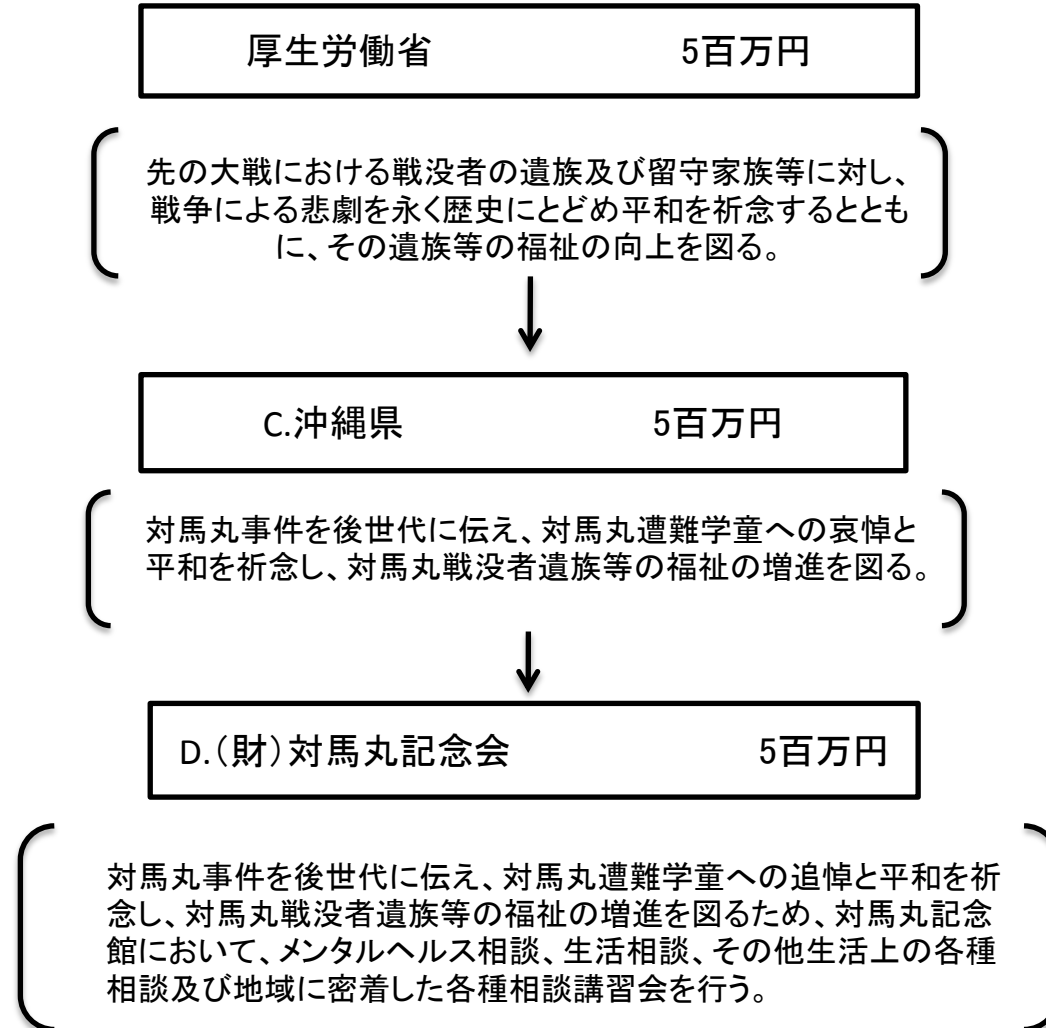 厚生労働省 5百万円
先の大戦における戦没者の遺族及び留守家族等に対し、
戦争による悲劇を永く歴史にとどめ平和を祈念するととも
に、その遺族等の福祉の向上を図る。
C.沖縄県 5百万円
対馬丸事件を後世代に伝え、対馬丸遭難学童への哀悼と
平和を祈念し、対馬丸戦没者遺族等の福祉の増進を図る。
D.（財）対馬丸記念会 5百万円
対馬丸事件を後世代に伝え、対馬丸遭難学童への追悼と平和を祈
念し、対馬丸戦没者遺族等の福祉の増進を図るため、対馬丸記念
館において、メンタルヘルス相談、生活相談、その他生活上の各種
相談及び地域に密着した各種相談講習会を行う。